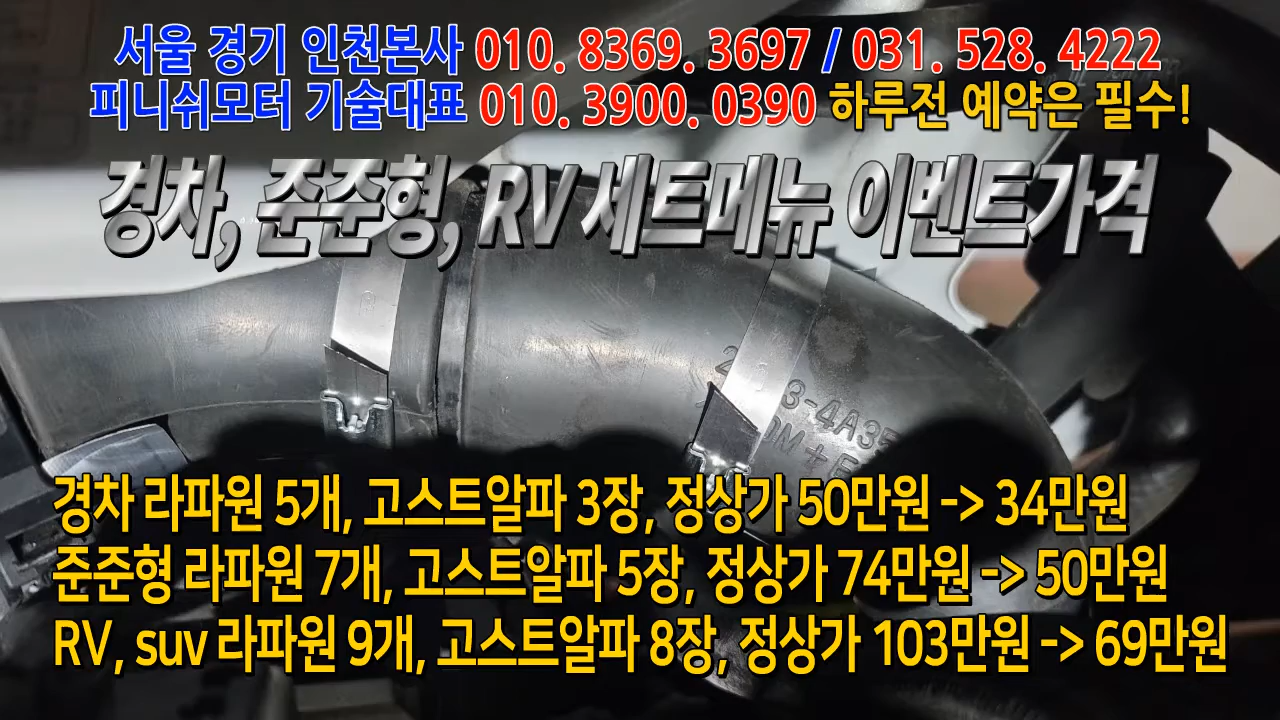 서울 경기 인천본사 010. 8369. 3697 / 031. 528. 4222
피니쉬모터 기술대표 010. 3900. 0390 하루전 예약은 필수!
경차, 준준형, RV 세트메뉴 이벤트가격
3-4A35
경차 라파원 5개, 고스트알파 3장, 정상가 50만원 -> 34만원
준준형 라파원 7개, 고스트알파 5장, 정상가 74만원 -> 50만원
RV, suv 라파원 9개, 고스트알파 8장, 정상가 103만원 -> 69만원